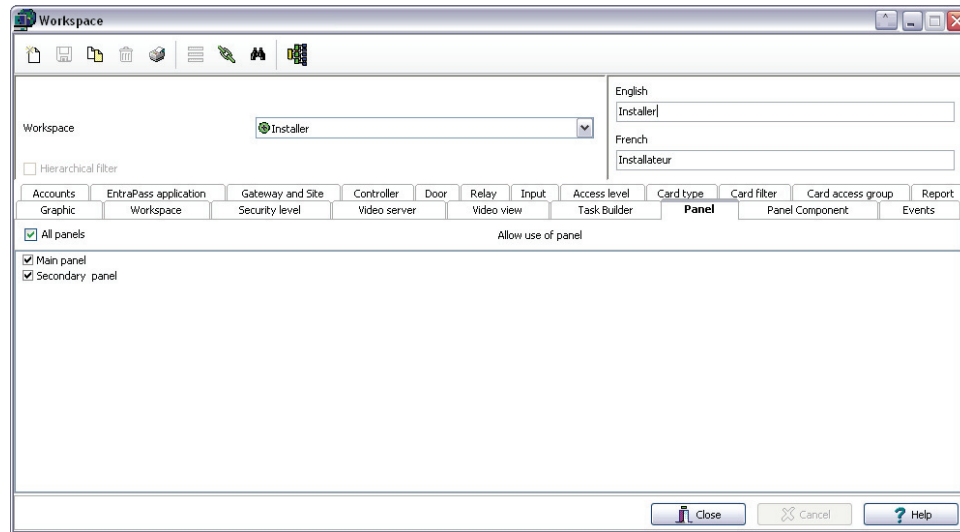 Workspace
English
Installer
Workspace
Installer
French
Installateur
Hierarchical filter
Accounts EntraPass application Gateway and Site Controller Door Relay Input Access level Card type Card filter Card access group Report
Graphic Workspace Security level Video server Video view Task Builder Panel Panel Component Events
All panels Allow use of panel
Main panel
Secondary panel
Close Cancel ? Help